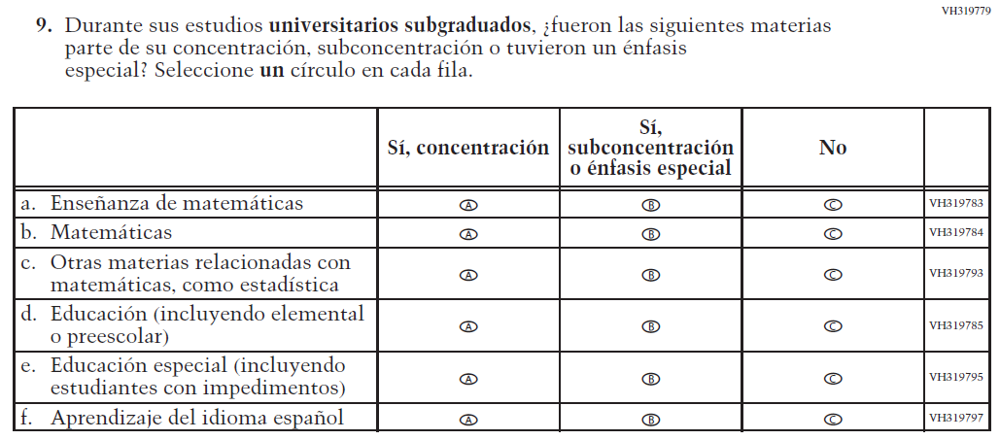 VH319779
9. Durante sus estudios universitarios subgraduados, ¿fueron las siguientes materias
parte de su concentración, subconcentración o tuvieron un énfasis
especial? Seleccione un círculo en cada fila.
Sí, concentración
Sí,
subconcentración
o énfasis especial
No
a. Enseñanza de matemáticas A B C VH319783
b. Matemáticas A B C VH319784
c. Otras materias relacionadas con
matemáticas, como estadística A B C VH319793
d. Educación (incluyendo elemental
o preescolar) A B C VH319785
e. Educación especial (incluyendo
estudiantes con impedimentos) A B C VH319795
f. Aprendizaje del idioma español A B C VH319797